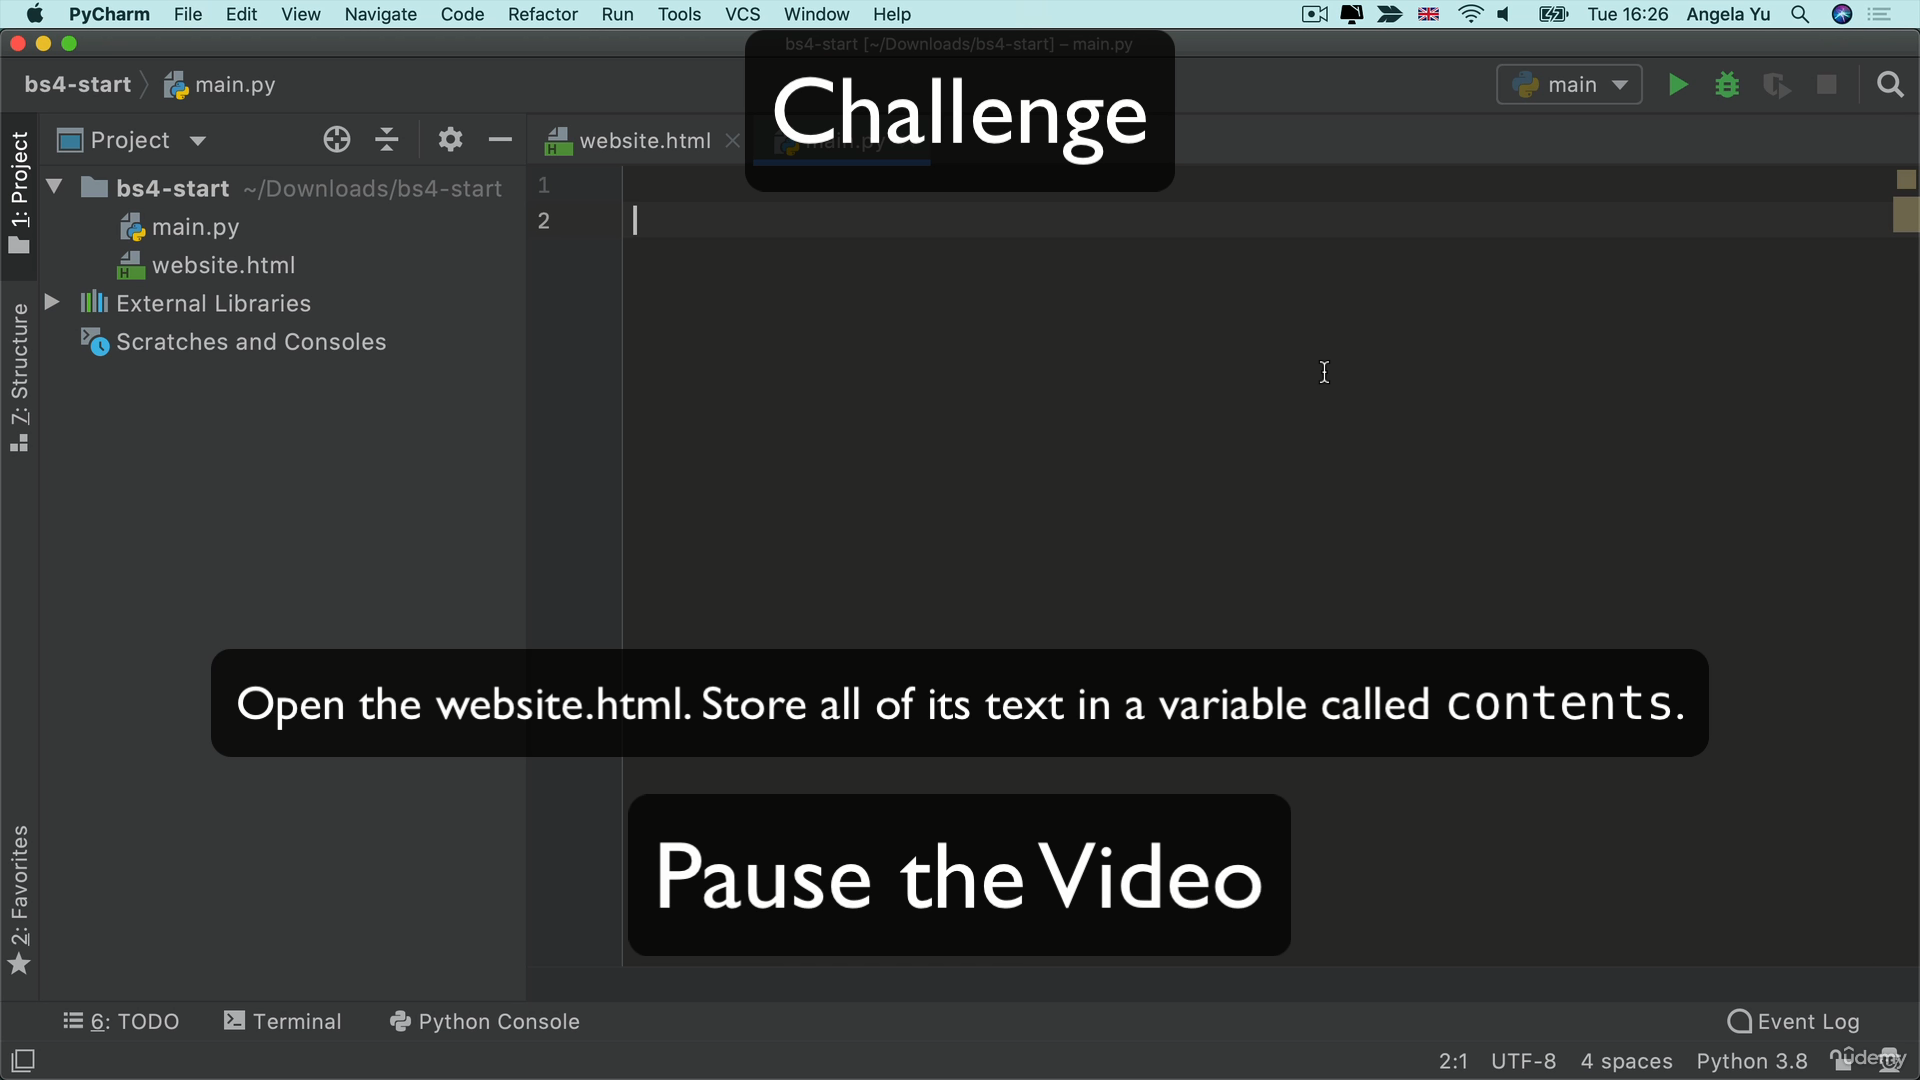 PyCharm File Edit View Navigate Code Refactor Run Tools VCS Window Help Tue 16:26 Angela Yu
bs4-start [~/Downloads/bs4-start] – main.py
Challenge
bs4-start main.py main
Project website.html main.py
1: Project
bs4-start ~/Downloads/bs4-start
main.py
website.html
External Libraries
Scratches and Consoles
1
2
7: Structure
Open the website.html. Store all of its text in a variable called contents.
Pause the Video
2: Favorites
6: TODO Terminal Python Console Event Log
2:1 UTF-8 4 spaces Python 3.8 ûdemy